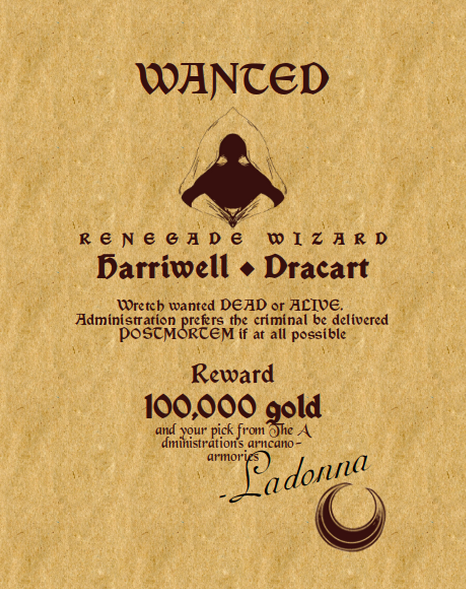 WANTED
RENEGADE WIZARD
Harriwell ◆ Dracart
Wretch wanted DEAD or ALIVE.
Administration prefers the criminal be delivered
POSTMORTEM if at all possible
Reward
100,000 gold
and your pick from The A
dministration's arncano-
armories
-Ladonna